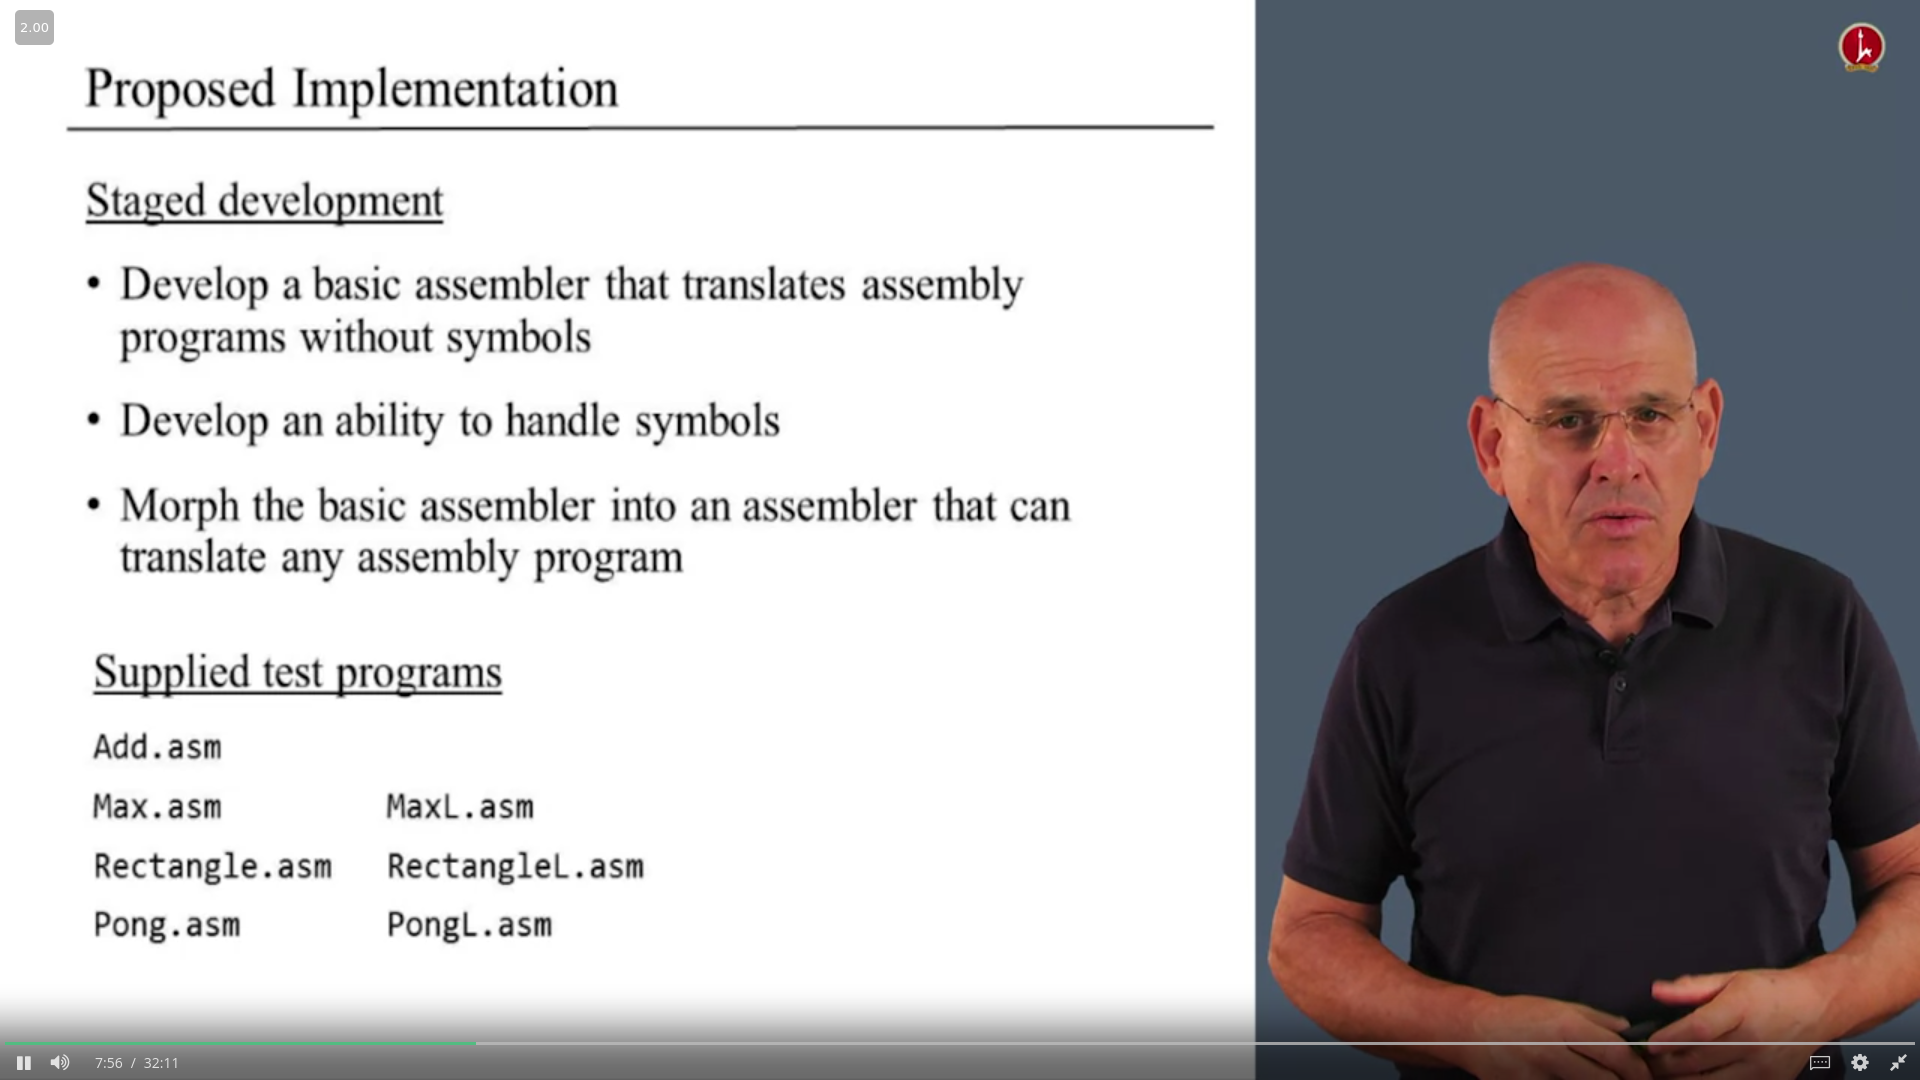 2.00
Proposed Implementation
Staged development
• Develop a basic assembler that translates assembly
programs without symbols
• Develop an ability to handle symbols
• Morph the basic assembler into an assembler that can
translate any assembly program
Supplied test programs
Add.asm
Max.asm MaxL.asm
Rectangle.asm RectangleL.asm
Pong.asm PongL.asm
7:56 / 32:11